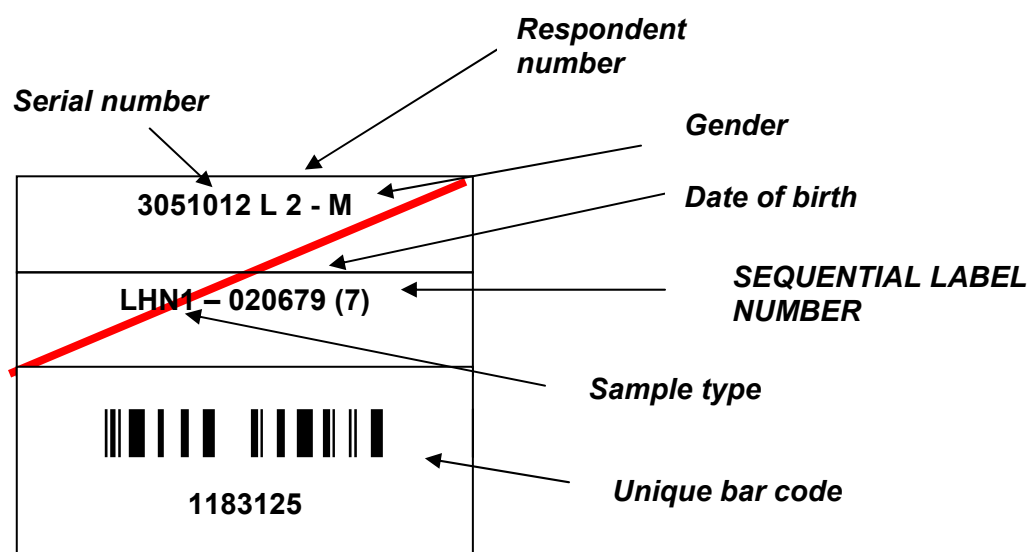 Respondent
number
Serial number
Gender
3051012 L 2 - M
Date of birth
SEQUENTIAL LABEL
NUMBER
LHN1 – 020679 (7)
Sample type
Unique bar code
1183125